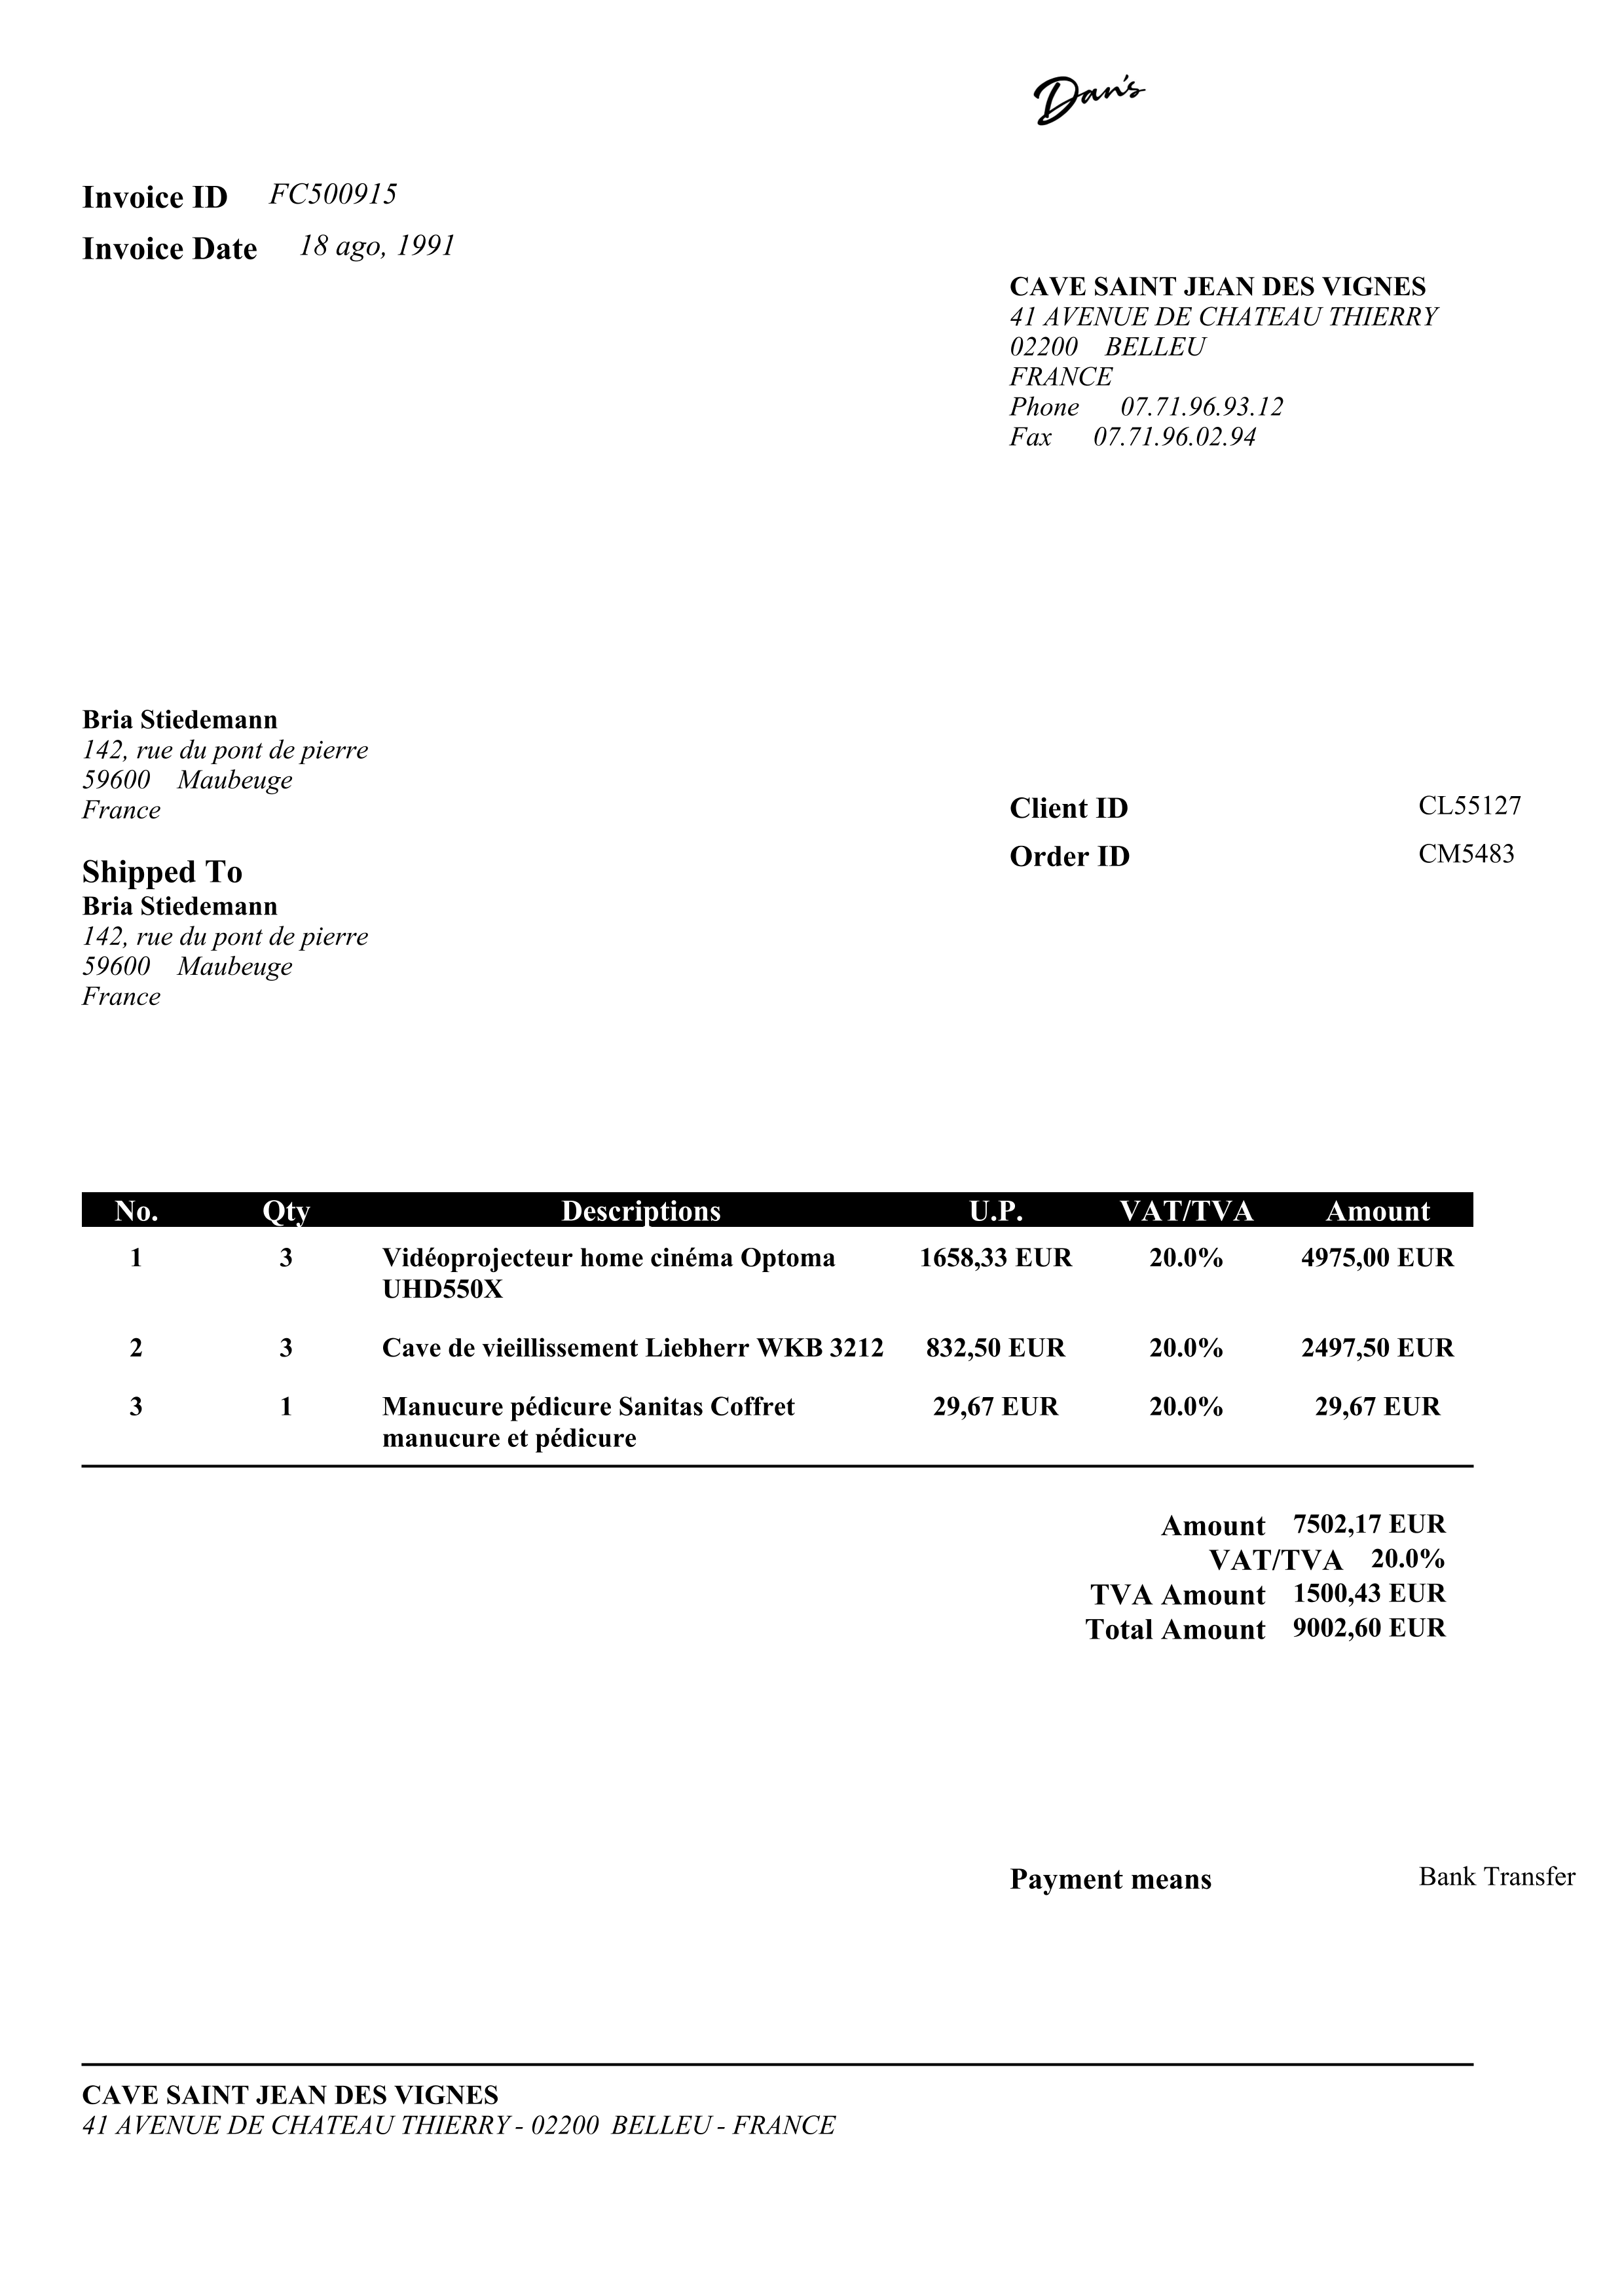 Dan's
Invoice ID FC500915
Invoice Date 18 ago, 1991
CAVE SAINT JEAN DES VIGNES
41 AVENUE DE CHATEAU THIERRY
02200 BELLEU
FRANCE
Phone 07.71.96.93.12
Fax 07.71.96.02.94
Bria Stiedemann
142, rue du pont de pierre
59600 Maubeuge
France
Client ID CL55127
Order ID CM5483
Shipped To
Bria Stiedemann
142, rue du pont de pierre
59600 Maubeuge
France
No. Qty Descriptions U.P. VAT/TVA Amount
1 3 Vidéoprojecteur home cinéma Optoma 1658,33 EUR 20.0% 4975,00 EUR
UHD550X
2 3 Cave de vieillissement Liebherr WKB 3212 832,50 EUR 20.0% 2497,50 EUR
3 1 Manucure pédicure Sanitas Coffret 29,67 EUR 20.0% 29,67 EUR
manucure et pédicure
Amount 7502,17 EUR
VAT/TVA 20.0%
TVA Amount 1500,43 EUR
Total Amount 9002,60 EUR
Payment means Bank Transfer
CAVE SAINT JEAN DES VIGNES
41 AVENUE DE CHATEAU THIERRY - 02200 BELLEU - FRANCE